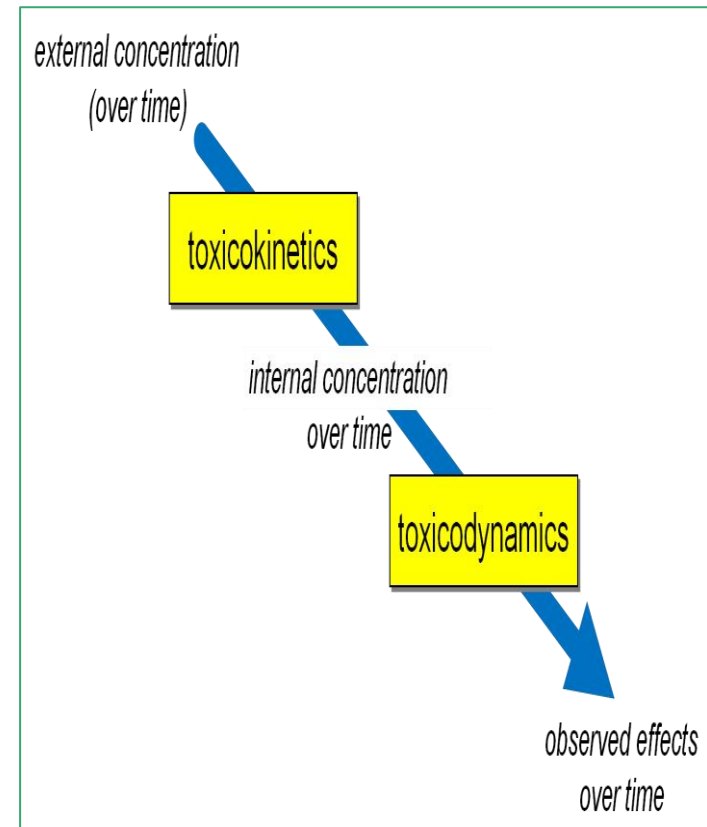 external concentration
(over time)
toxicokinetics
internal concentration
over time
toxicodynamics
observed effects
over time